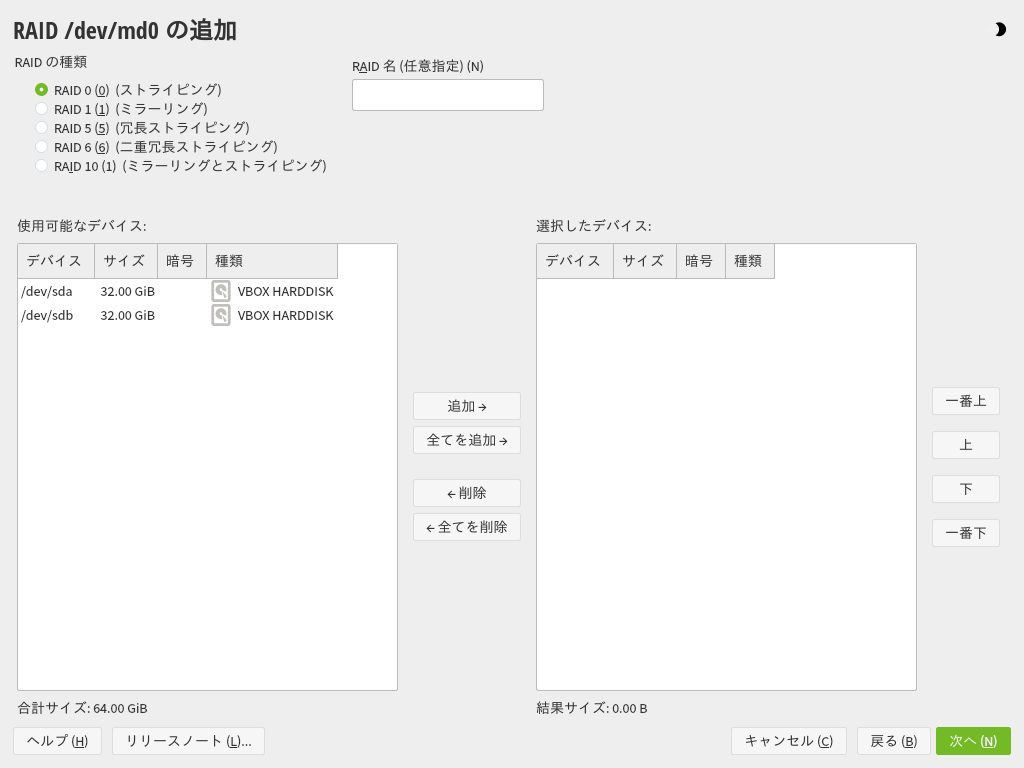 RAID /dev/md0 の追加
RAID の種類
RAID 0 (0)  (ストライピング)
RAID 1 (1)  (ミラーリング)
RAID 5 (5)  (冗長ストライピング)
RAID 6 (6)  (二重冗長ストライピング)
RAID 10 (1)  (ミラーリングとストライピング)
RAID 名 (任意指定) (N)
使用可能なデバイス:
デバイス サイズ 暗号 種類
/dev/sda 32.00 GiB VBOX HARDDISK
/dev/sdb 32.00 GiB VBOX HARDDISK
合計サイズ: 64.00 GiB
追加 →
全てを追加 →
← 削除
← 全てを削除
選択したデバイス:
デバイス サイズ 暗号 種類
結果サイズ: 0.00 B
一番上
上
下
一番下
ヘルプ (H) リリースノート (L)... キャンセル (C) 戻る (B) 次へ (N)